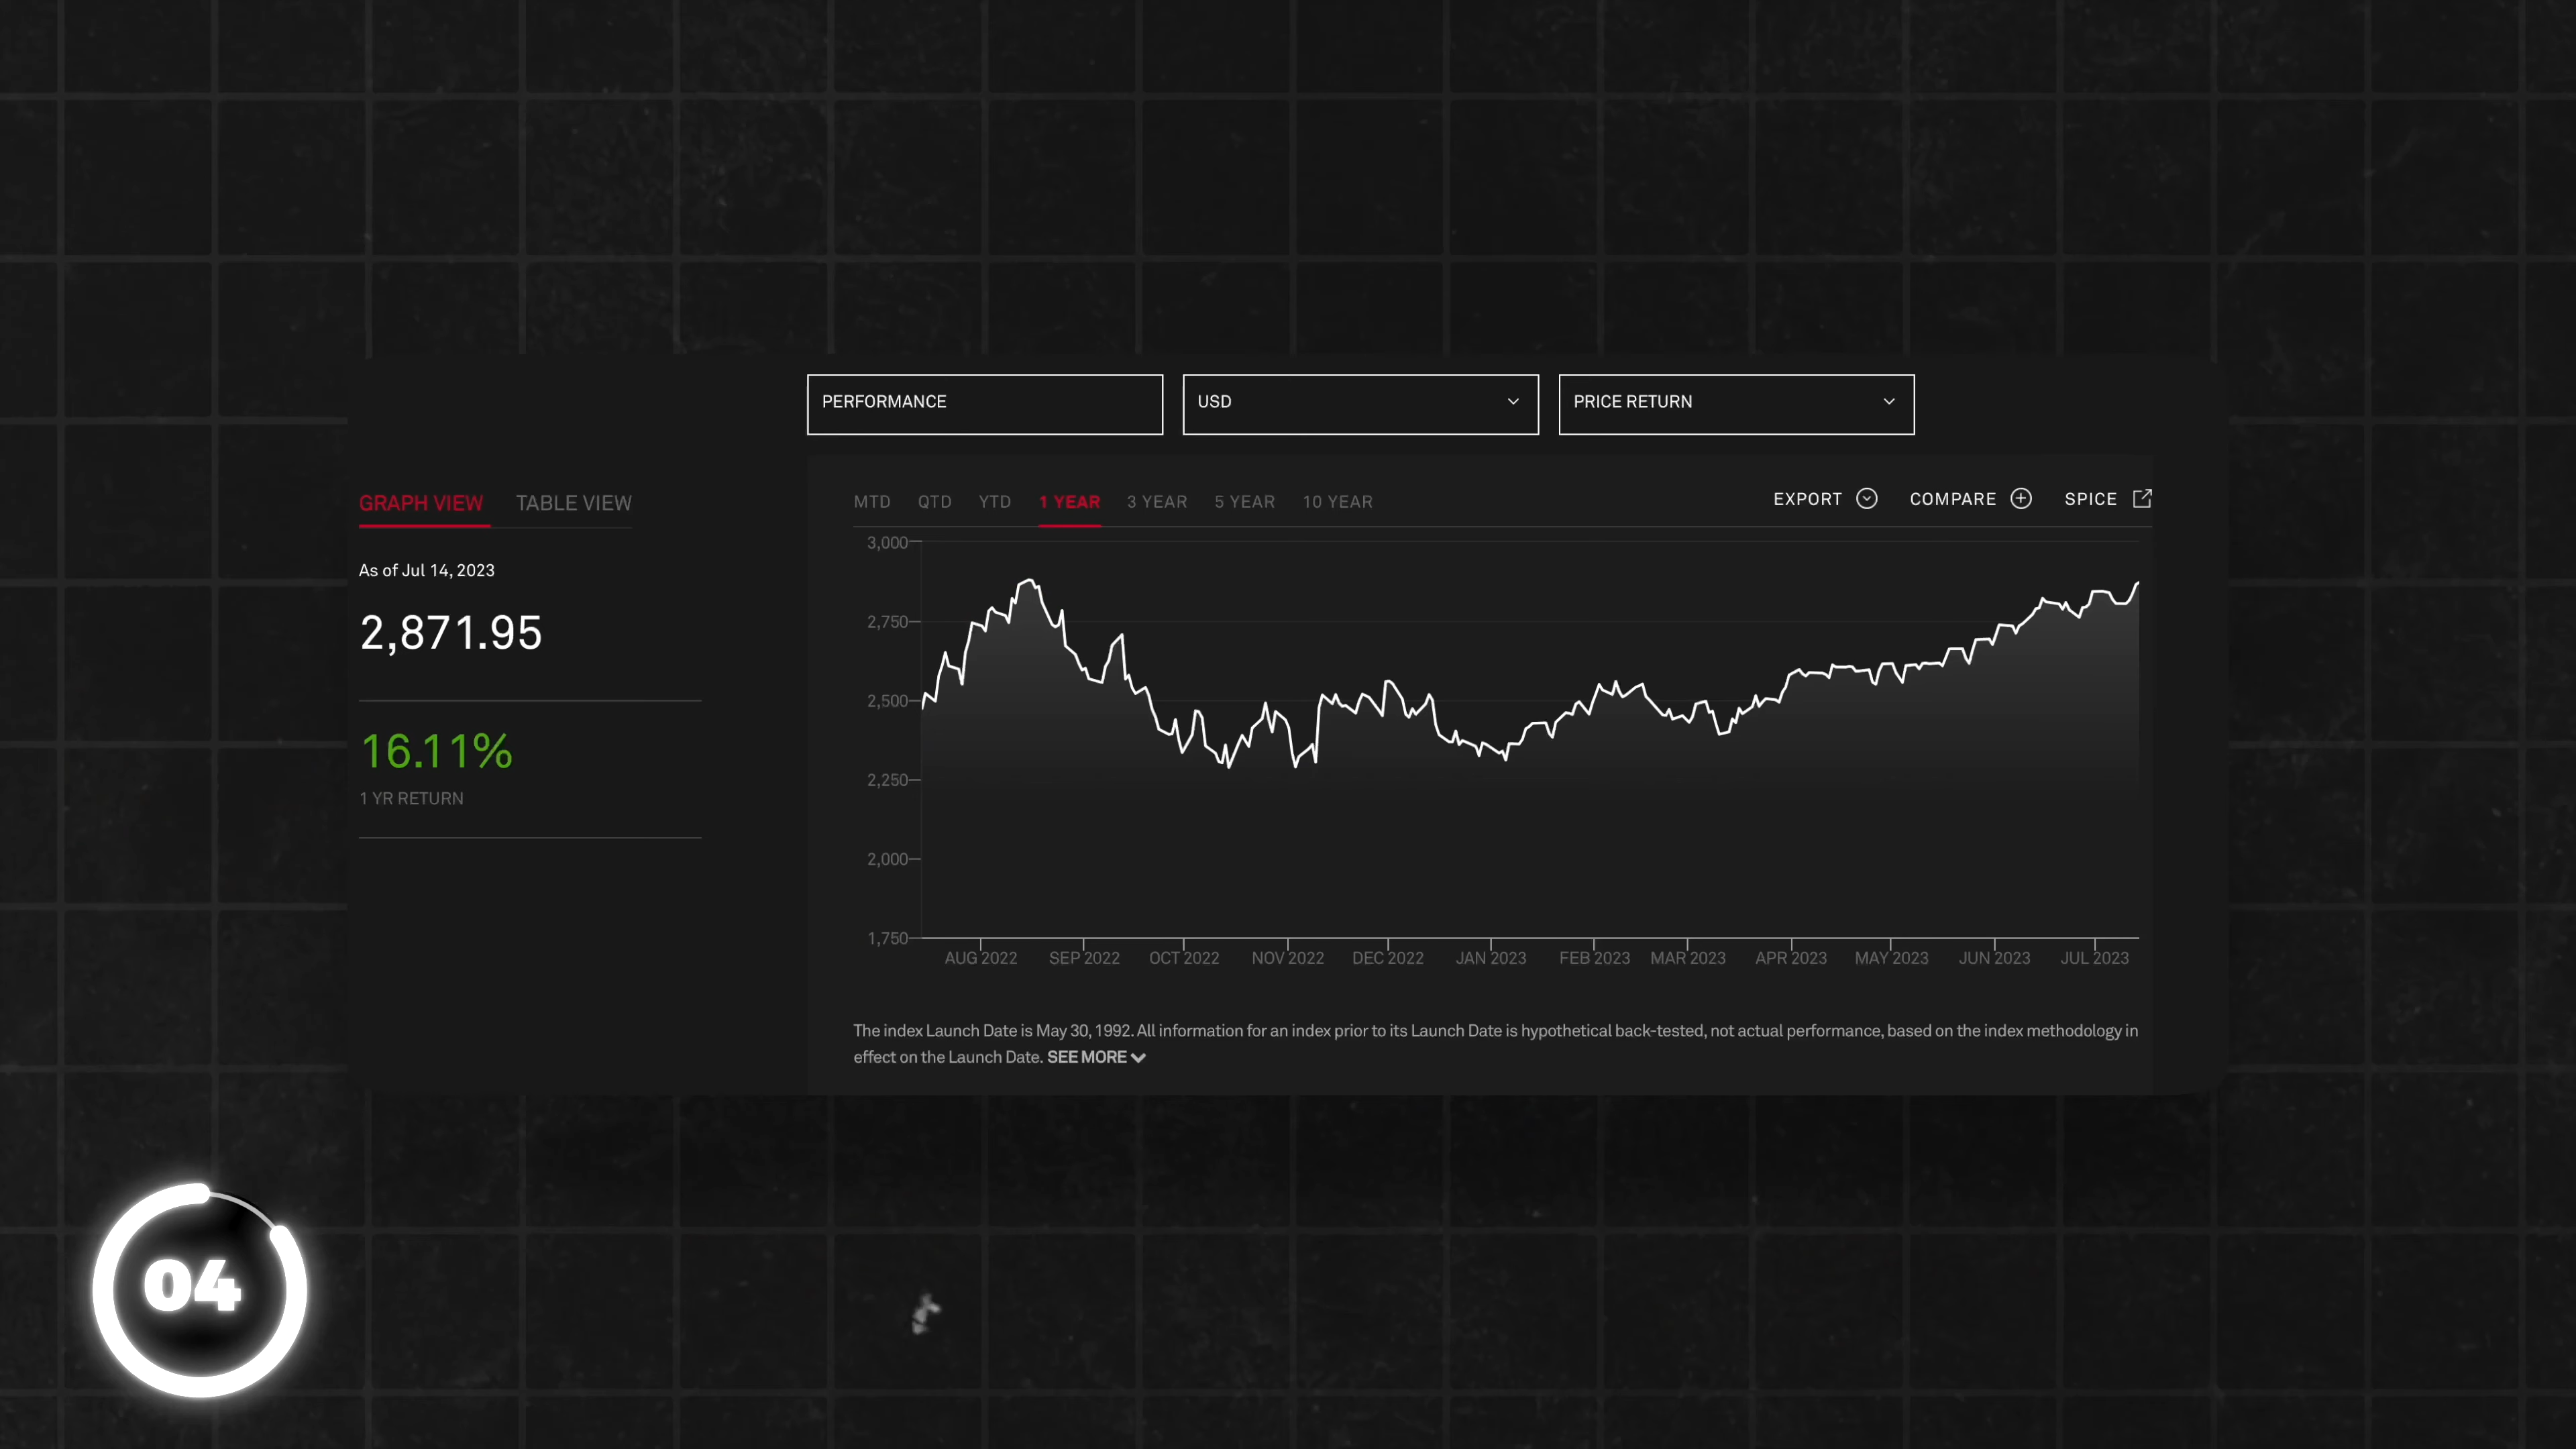 PERFORMANCE
USD
PRICE RETURN
GRAPH VIEW TABLE VIEW
MTD QTD YTD 1 YEAR 3 YEAR 5 YEAR 10 YEAR
EXPORT COMPARE SPICE
As of Jul 14, 2023
2,871.95
16.11%
1 YR RETURN
3,000
2,750
2,500
2,250
2,000
1,750
AUG 2022 SEP 2022 OCT 2022 NOV 2022 DEC 2022 JAN 2023 FEB 2023 MAR 2023 APR 2023 MAY 2023 JUN 2023 JUL 2023
The index Launch Date is May 30, 1992. All information for an index prior to its Launch Date is hypothetical back-tested, not actual performance, based on the index methodology in
effect on the Launch Date. SEE MORE
04